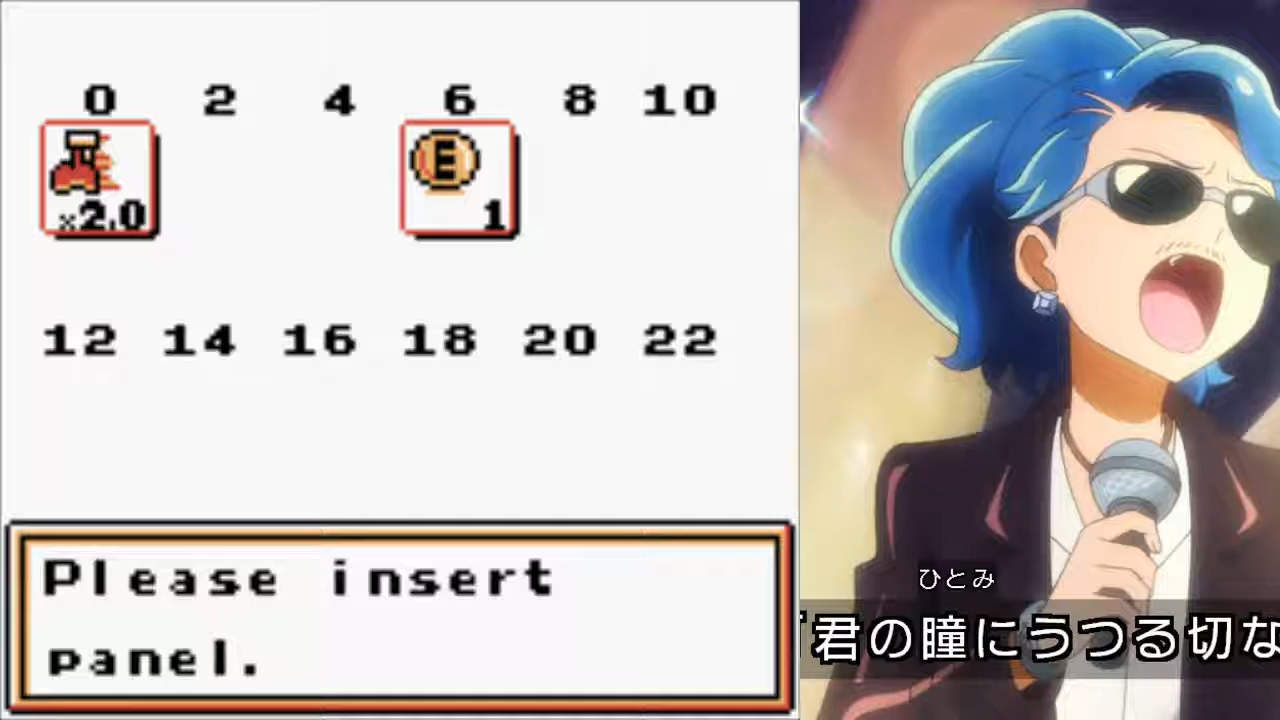 0 2 4 6 8 10
×2.0 E 1
12 14 16 18 20 22
Please insert
panel.
ひとみ
「君の瞳にうつる切な